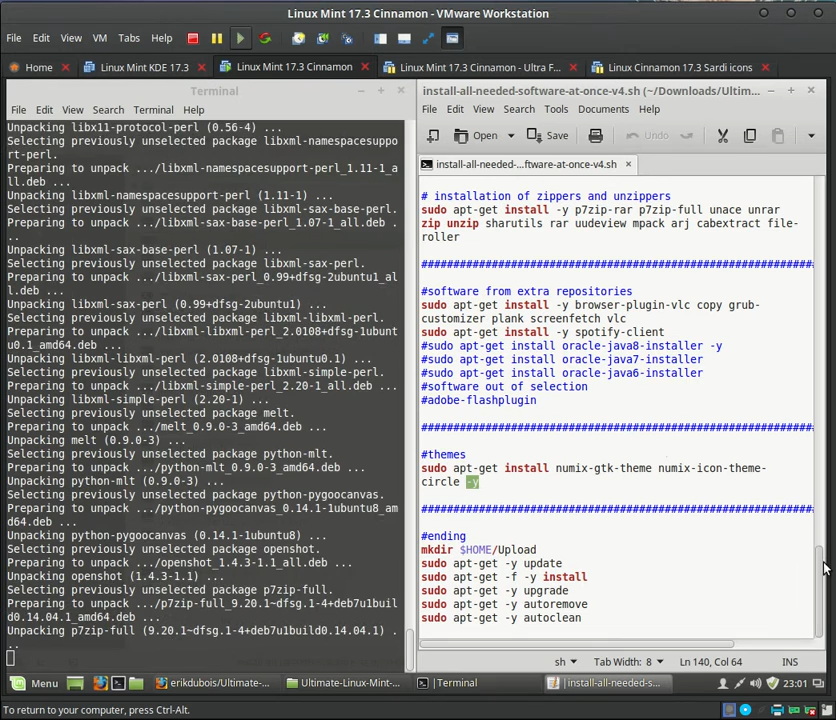 Linux Mint 17.3 Cinnamon - VMware Workstation
File Edit View VM Tabs Help
Home Linux Mint KDE 17.3 Linux Mint 17.3 Cinnamon Linux Mint 17.3 Cinnamon - Ultra F... Linux Cinnamon 17.3 Sardi icons
Terminal
File Edit View Search Terminal Help
Unpacking libx11-protocol-perl (0.56-4) ...
Selecting previously unselected package libxml-namespacesuppo
rt-perl.
Preparing to unpack .../libxml-namespacesupport-perl_1.11-1_a
ll.deb ...
Unpacking libxml-namespacesupport-perl (1.11-1) ...
Selecting previously unselected package libxml-sax-base-perl.
Preparing to unpack .../libxml-sax-base-perl_1.07-1_all.deb .
..
Unpacking libxml-sax-base-perl (1.07-1) ...
Selecting previously unselected package libxml-sax-perl.
Preparing to unpack .../libxml-sax-perl_0.99+dfsg-2ubuntu1_al
l.deb ...
Unpacking libxml-sax-perl (0.99+dfsg-2ubuntu1) ...
Selecting previously unselected package libxml-libxml-perl.
Preparing to unpack .../libxml-libxml-perl_2.0108+dfsg-1ubunt
u0.1_amd64.deb ...
Unpacking libxml-libxml-perl (2.0108+dfsg-1ubuntu0.1) ...
Selecting previously unselected package libxml-simple-perl.
Preparing to unpack .../libxml-simple-perl_2.20-1_all.deb ...
Unpacking libxml-simple-perl (2.20-1) ...
Selecting previously unselected package melt.
Preparing to unpack .../melt_0.9.0-3_amd64.deb ...
Unpacking melt (0.9.0-3) ...
Selecting previously unselected package python-mlt.
Preparing to unpack .../python-mlt_0.9.0-3_amd64.deb ...
Unpacking python-mlt (0.9.0-3) ...
Selecting previously unselected package python-pygoocanvas.
Preparing to unpack .../python-pygoocanvas_0.14.1-1ubuntu8_am
d64.deb ...
Unpacking python-pygoocanvas (0.14.1-1ubuntu8) ...
Selecting previously unselected package openshot.
Preparing to unpack .../openshot_1.4.3-1.1_all.deb ...
Unpacking openshot (1.4.3-1.1) ...
Selecting previously unselected package p7zip-full.
Preparing to unpack .../p7zip-full_9.20.1~dfsg.1-4+deb7u1buil
d0.14.04.1_amd64.deb ...
Unpacking p7zip-full (9.20.1~dfsg.1-4+deb7u1build0.14.04.1) .
..
install-all-needed-software-at-once-v4.sh (~/Downloads/Ultim...
File Edit View Search Tools Documents Help
Open Save Undo
install-all-needed-...ftware-at-once-v4.sh
# installation of zippers and unzippers
sudo apt-get install -y p7zip-rar p7zip-full unace unrar
zip unzip sharutils rar uudeview mpack arj cabextract file-
roller
#############################################################
#software from extra repositories
sudo apt-get install -y browser-plugin-vlc copy grub-
customizer plank screenfetch vlc
sudo apt-get install -y spotify-client
#sudo apt-get install oracle-java8-installer -y
#sudo apt-get install oracle-java7-installer
#sudo apt-get install oracle-java6-installer
#software out of selection
#adobe-flashplugin
#############################################################
#themes
sudo apt-get install numix-gtk-theme numix-icon-theme-
circle -y
#############################################################
#ending
mkdir $HOME/Upload
sudo apt-get -y update
sudo apt-get -f -y install
sudo apt-get -y upgrade
sudo apt-get -y autoremove
sudo apt-get -y autoclean
sh Tab Width: 8 Ln 140, Col 64 INS
Menu erikdubois/Ultimate-... Ultimate-Linux-Mint-... Terminal install-all-needed-s... 23:01
To return to your computer, press Ctrl-Alt.